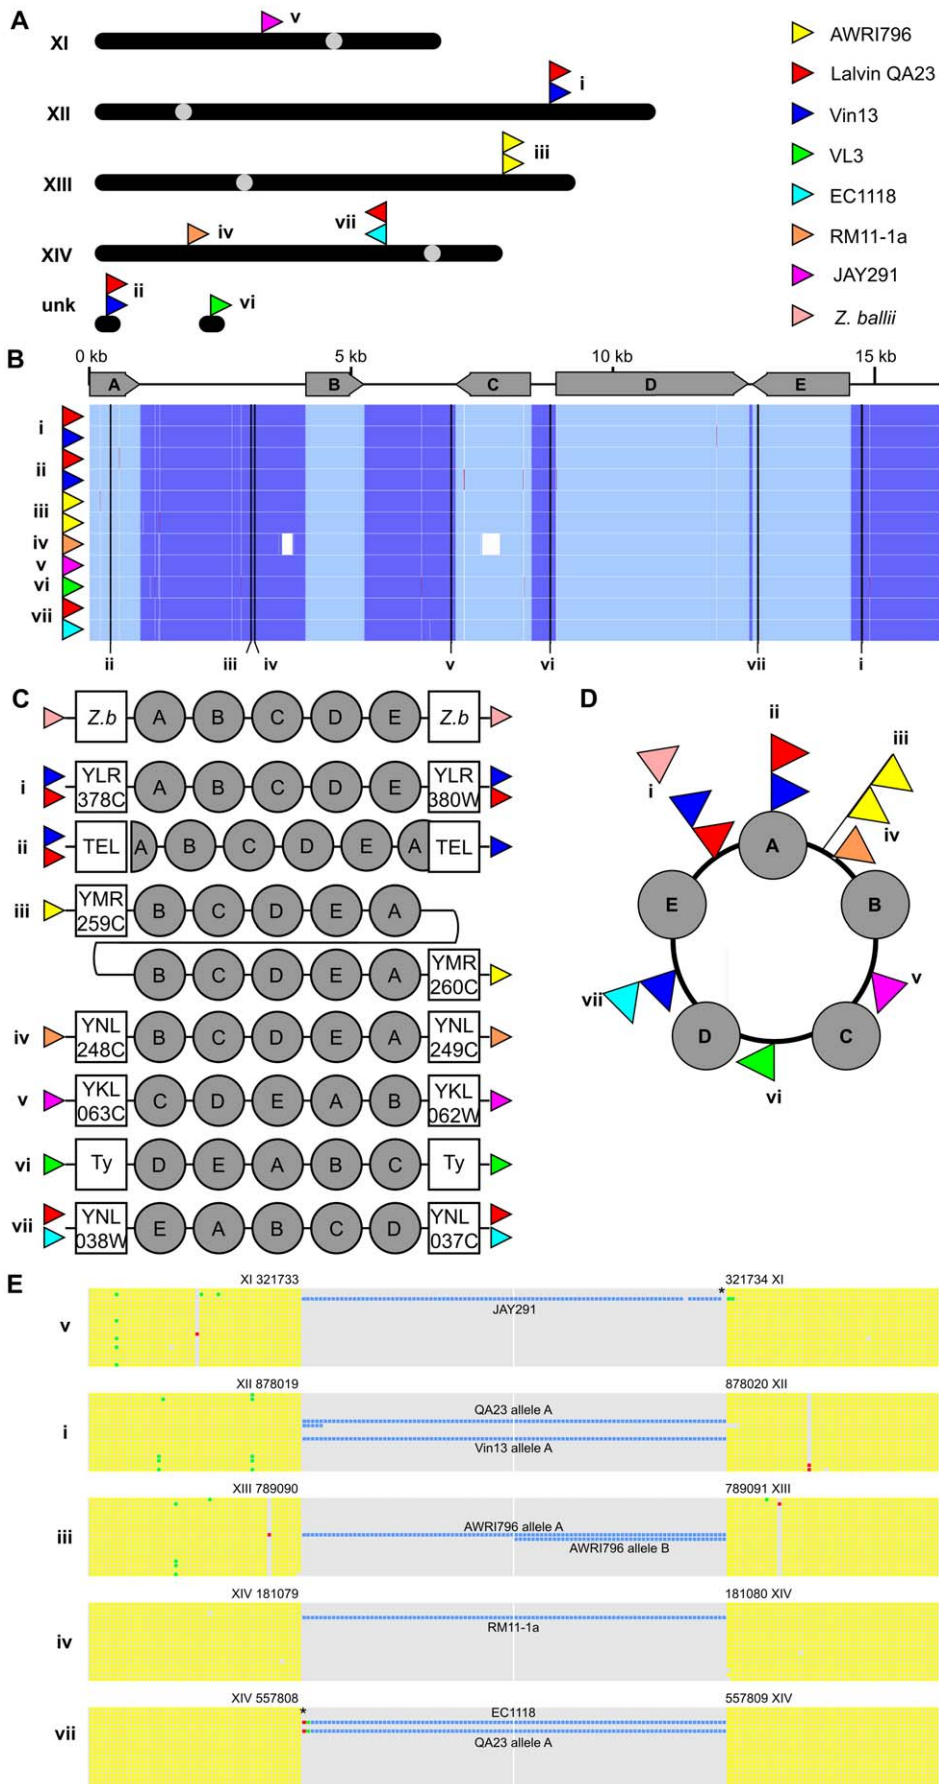 A
XI
v
XII
i
XIII
iii
XIV
iv
vii
unk
ii
vi
AWRI796
Lalvin QA23
Vin13
VL3
EC1118
RM11-1a
JAY291
Z. ballii
B
0 kb 5 kb 10 kb 15 kb
A B C D E
i
ii
iii
iv
v
vi
vii
ii iii iv v vi vii i
C
Z.b A B C D E Z.b
i YLR 378C A B C D E YLR 380W
ii TEL A B C D E A TEL
iii YMR 259C B C D E A
B C D E A YMR 260C
iv YNL 248C B C D E A YNL 249C
v YKL 063C C D E A B YKL 062W
vi Ty D E A B C Ty
vii YNL 038W E A B C D YNL 037C
D
ii
iii
i
iv
A
E B
vii v
D C
vi
E
XI 321733 321734 XI
*
v
JAY291
XII 878019 878020 XII
QA23 allele A
i
Vin13 allele A
XIII 789090 789091 XIII
AWRI796 allele A
iii
AWRI796 allele B
XIV 181079 181080 XIV
iv
RM11-1a
XIV 557808 557809 XIV
*
EC1118
vii
QA23 allele A